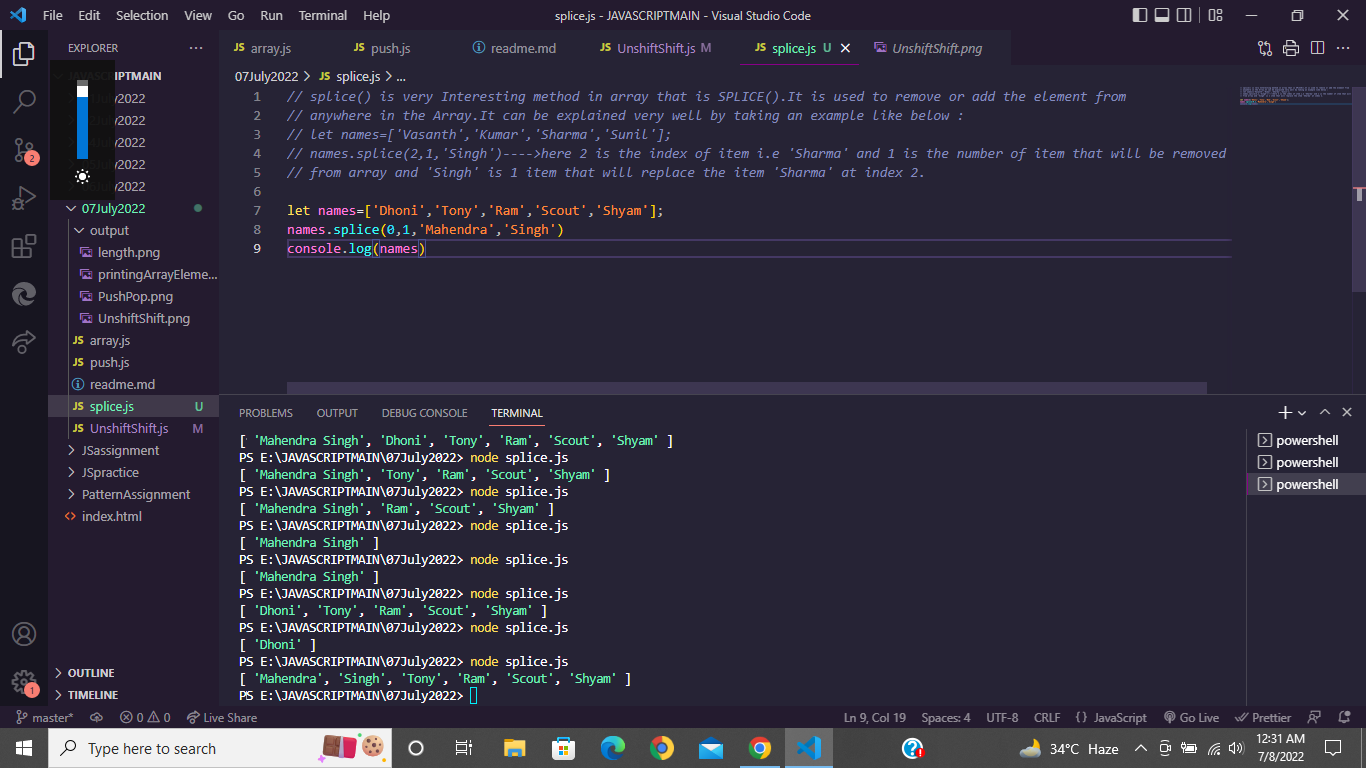 File Edit Selection View Go Run Terminal Help
splice.js - JAVASCRIPTMAIN - Visual Studio Code
EXPLORER
JS array.js
JS push.js
readme.md
JS UnshiftShift.js M
JS splice.js U
UnshiftShift.png
07July2022 > JS splice.js > ...
1 // splice() is very Interesting method in array that is SPLICE().It is used to remove or add the element from
2 // anywhere in the Array.It can be explained very well by taking an example like below :
3 // let names=['Vasanth','Kumar','Sharma','Sunil'];
4 // names.splice(2,1,'Singh')---->here 2 is the index of item i.e 'Sharma' and 1 is the number of item that will be removed
5 // from array and 'Singh' is 1 item that will replace the item 'Sharma' at index 2.
6
7 let names=['Dhoni','Tony','Ram','Scout','Shyam'];
8 names.splice(0,1,'Mahendra','Singh')
9 console.log(names)
2022
2022
2022
2022
2022
07July2022
output
length.png
printingArrayEleme...
PushPop.png
UnshiftShift.png
JS array.js
JS push.js
readme.md
JS splice.js U
JS UnshiftShift.js M
JSassignment
JSpractice
PatternAssignment
index.html
OUTLINE
TIMELINE
2
1
PROBLEMS OUTPUT DEBUG CONSOLE TERMINAL
[ 'Mahendra Singh', 'Dhoni', 'Tony', 'Ram', 'Scout', 'Shyam' ]
PS E:\JAVASCRIPTMAIN\07July2022> node splice.js
[ 'Mahendra Singh', 'Tony', 'Ram', 'Scout', 'Shyam' ]
PS E:\JAVASCRIPTMAIN\07July2022> node splice.js
[ 'Mahendra Singh', 'Ram', 'Scout', 'Shyam' ]
PS E:\JAVASCRIPTMAIN\07July2022> node splice.js
[ 'Mahendra Singh' ]
PS E:\JAVASCRIPTMAIN\07July2022> node splice.js
[ 'Mahendra Singh' ]
PS E:\JAVASCRIPTMAIN\07July2022> node splice.js
[ 'Dhoni', 'Tony', 'Ram', 'Scout', 'Shyam' ]
PS E:\JAVASCRIPTMAIN\07July2022> node splice.js
[ 'Dhoni' ]
PS E:\JAVASCRIPTMAIN\07July2022> node splice.js
[ 'Mahendra', 'Singh', 'Tony', 'Ram', 'Scout', 'Shyam' ]
PS E:\JAVASCRIPTMAIN\07July2022>
powershell
powershell
powershell
master* 0 0 Live Share
Ln 9, Col 19 Spaces: 4 UTF-8 CRLF {} JavaScript Go Live Prettier
Type here to search
34°C Haze
12:31 AM
7/8/2022